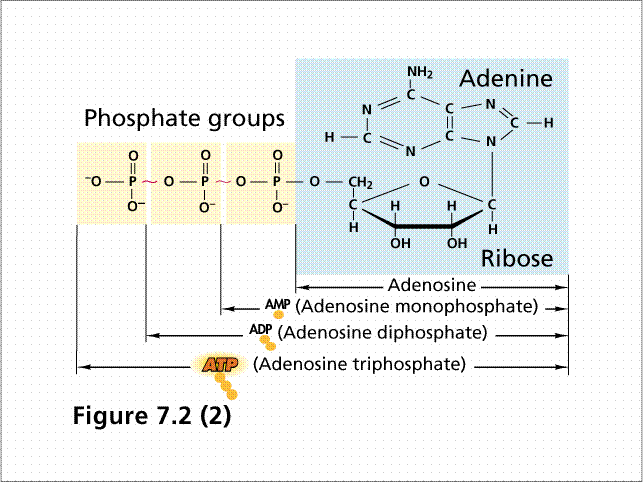 NH2
Adenine
N
C
C
N
Phosphate groups
C
H
H
C
C
N
N
O
O
O
-O
P
O
P
O
P
O
CH2
O
O-
O-
O-
C
H
H
C
H
H
OH
OH
Ribose
Adenosine
AMP (Adenosine monophosphate)
ADP (Adenosine diphosphate)
ATP (Adenosine triphosphate)
Figure 7.2 (2)